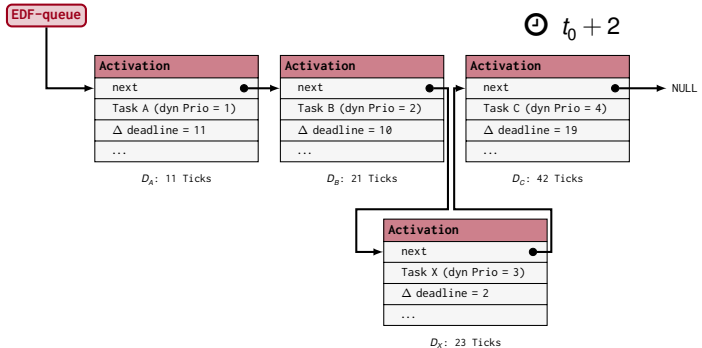 EDF-queue
t0 + 2
Activation
next
Task A (dyn Prio = 1)
Δ deadline = 11
...
DA: 11 Ticks
Activation
next
Task B (dyn Prio = 2)
Δ deadline = 10
...
DB: 21 Ticks
Activation
next
Task C (dyn Prio = 4)
Δ deadline = 19
...
DC: 42 Ticks
NULL
Activation
next
Task X (dyn Prio = 3)
Δ deadline = 2
...
DX: 23 Ticks